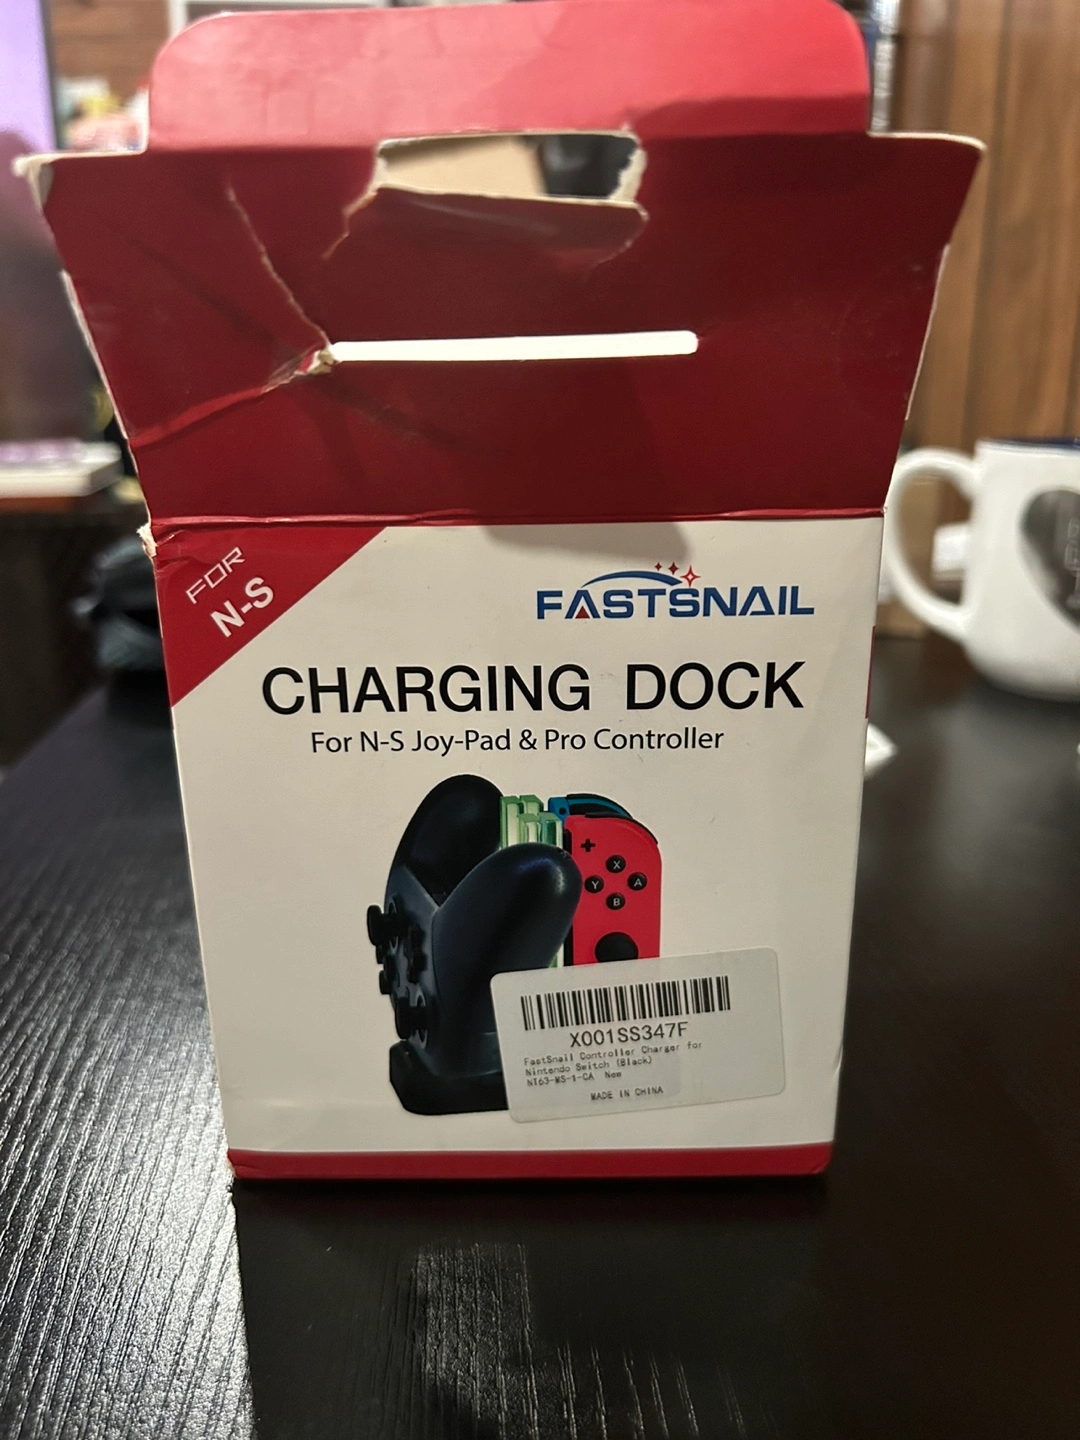 FOR
N-S
FASTSNAIL
CHARGING DOCK
For N-S Joy-Pad & Pro Controller
X
Y A
B
X001SS347F
FastSnail Controller Charger for
Nintendo Switch (Black)
NT63-MS-1-CA New
MADE IN CHINA